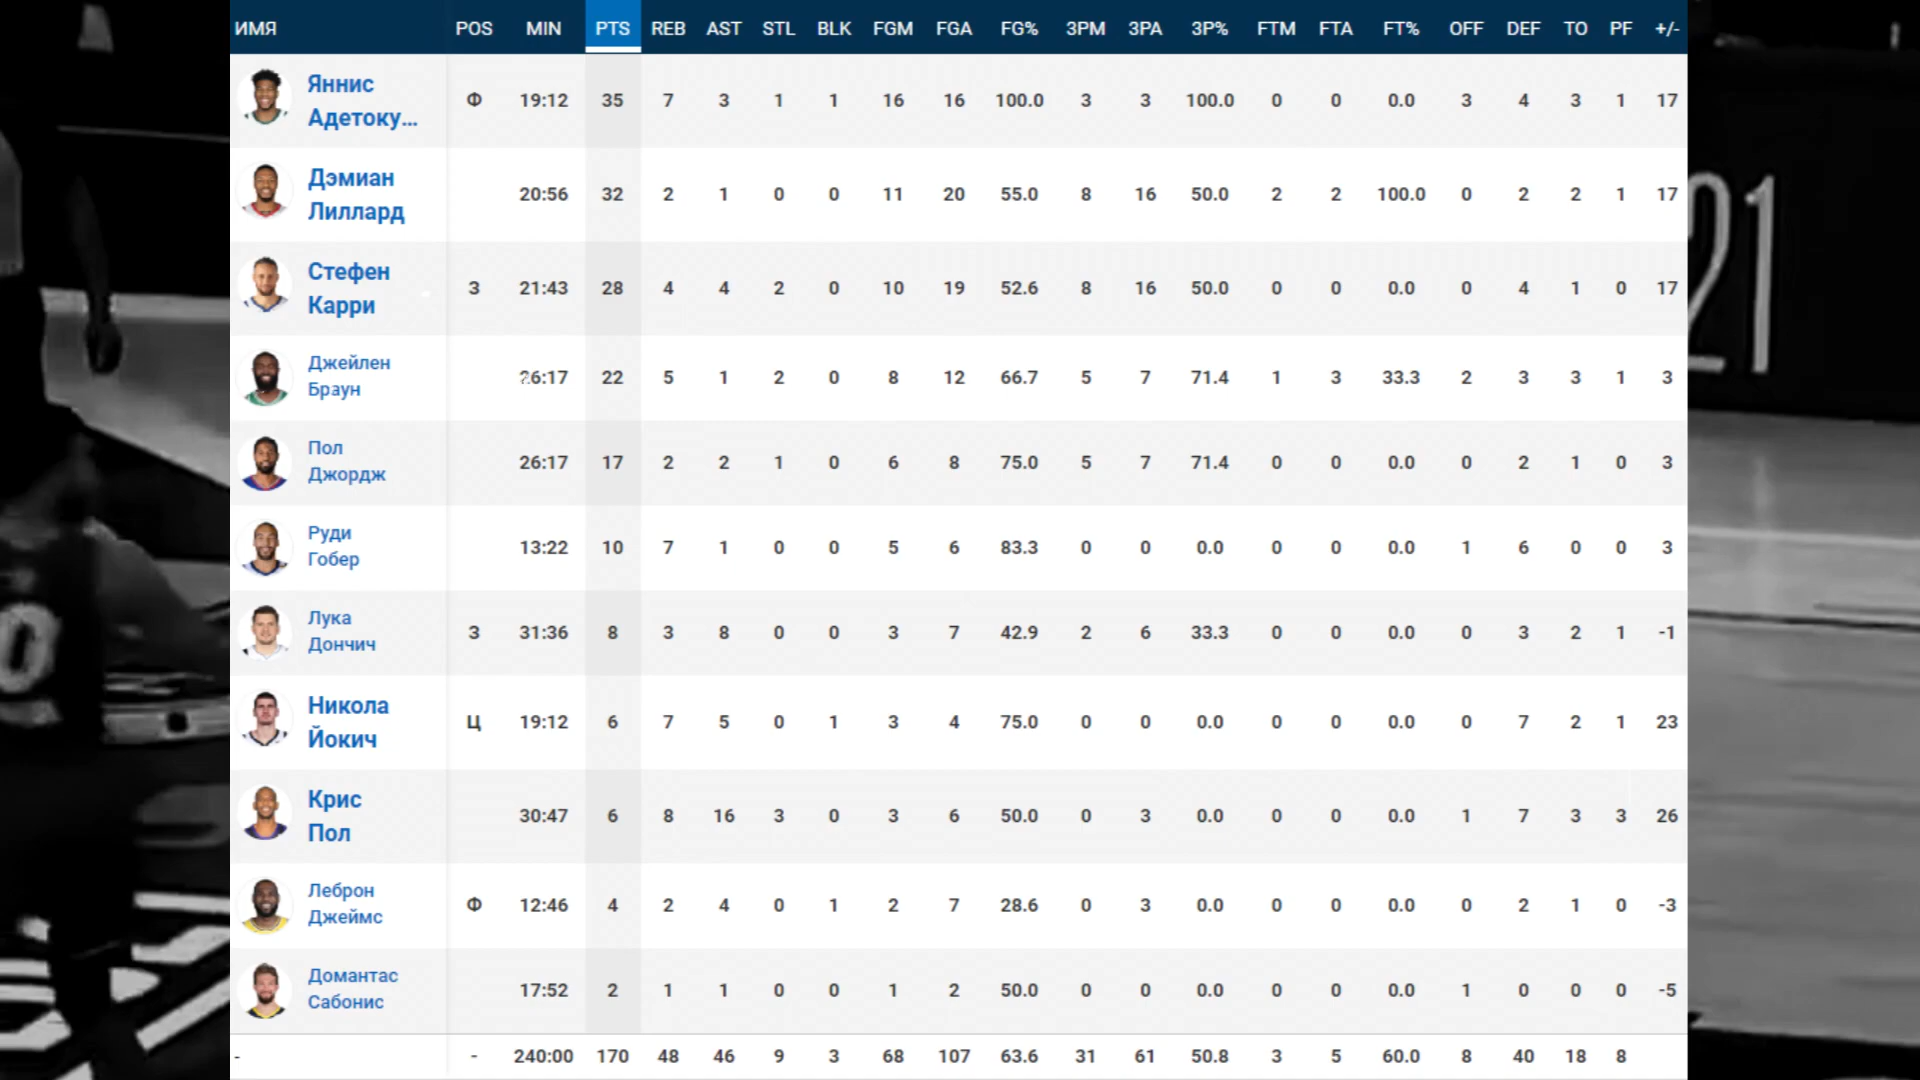 ИМЯ POS MIN PTS REB AST STL BLK FGM FGA FG% 3PM 3PA 3P% FTM FTA FT% OFF DEF TO PF +/-
Яннис
Адетоку... Ф 19:12 35 7 3 1 1 16 16 100.0 3 3 100.0 0 0 0.0 3 4 3 1 17
Дэмиан
Лиллард 20:56 32 2 1 0 0 11 20 55.0 8 16 50.0 2 2 100.0 0 2 2 1 17
Стефен
Карри З 21:43 28 4 4 2 0 10 19 52.6 8 16 50.0 0 0 0.0 0 4 1 0 17
Джейлен
Браун 26:17 22 5 1 2 0 8 12 66.7 5 7 71.4 1 3 33.3 2 3 3 1 3
Пол
Джордж 26:17 17 2 2 1 0 6 8 75.0 5 7 71.4 0 0 0.0 0 2 1 0 3
Руди
Гобер 13:22 10 7 1 0 0 5 6 83.3 0 0 0.0 0 0 0.0 1 6 0 0 3
Лука
Дончич З 31:36 8 3 8 0 0 3 7 42.9 2 6 33.3 0 0 0.0 0 3 2 1 -1
Никола
Йокич Ц 19:12 6 7 5 0 1 3 4 75.0 0 0 0.0 0 0 0.0 0 7 2 1 23
Крис
Пол 30:47 6 8 16 3 0 3 6 50.0 0 3 0.0 0 0 0.0 1 7 3 3 26
Леброн
Джеймс Ф 12:46 4 2 4 0 1 2 7 28.6 0 3 0.0 0 0 0.0 0 2 1 0 -3
Домантас
Сабонис 17:52 2 1 1 0 0 1 2 50.0 0 0 0.0 0 0 0.0 1 0 0 0 -5
- - 240:00 170 48 46 9 3 68 107 63.6 31 61 50.8 3 5 60.0 8 40 18 8
21
0